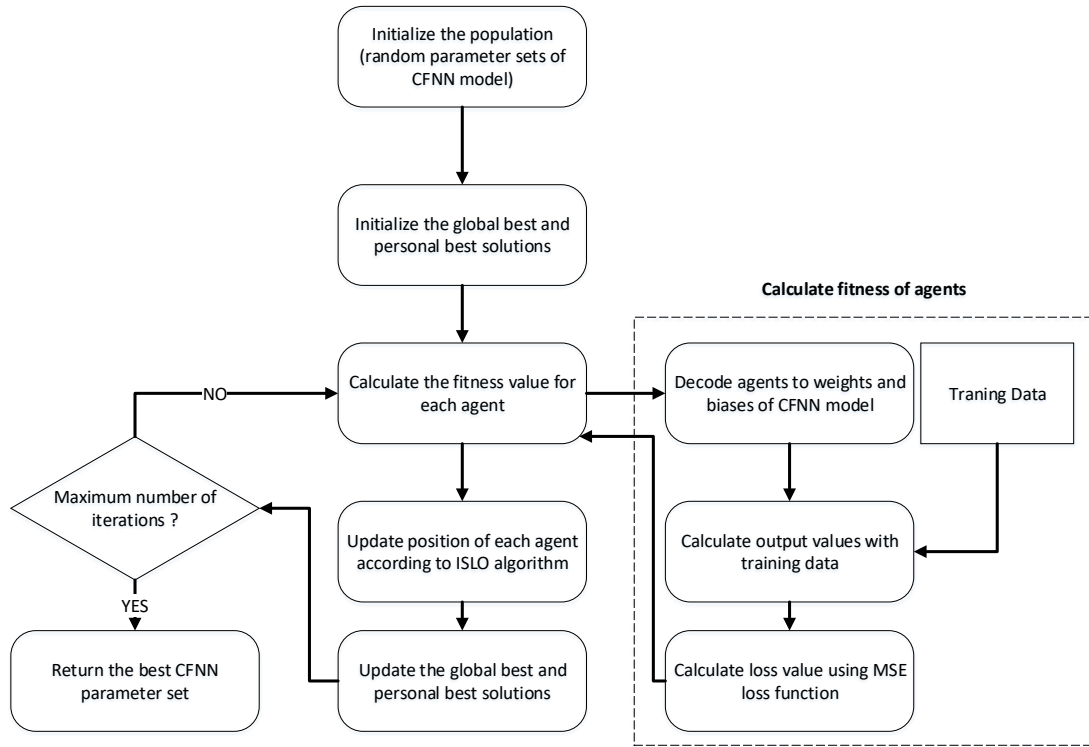 Initialize the population
(random parameter sets of
CFNN model)
Initialize the global best and
personal best solutions
Calculate fitness of agents
Calculate the fitness value for
each agent
Decode agents to weights and
biases of CFNN model
Traning Data
NO
Maximum number of
iterations ?
Update position of each agent
according to ISLO algorithm
Calculate output values with
training data
YES
Return the best CFNN
parameter set
Update the global best and
personal best solutions
Calculate loss value using MSE
loss function